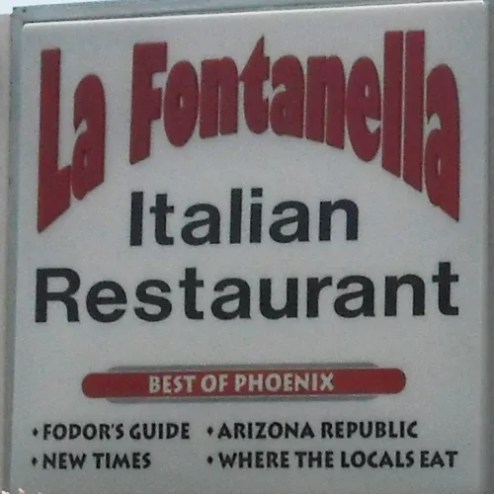 La Fontanella
Italian
Restaurant
BEST OF PHOENIX
• FODOR'S GUIDE • ARIZONA REPUBLIC
• NEW TIMES • WHERE THE LOCALS EAT